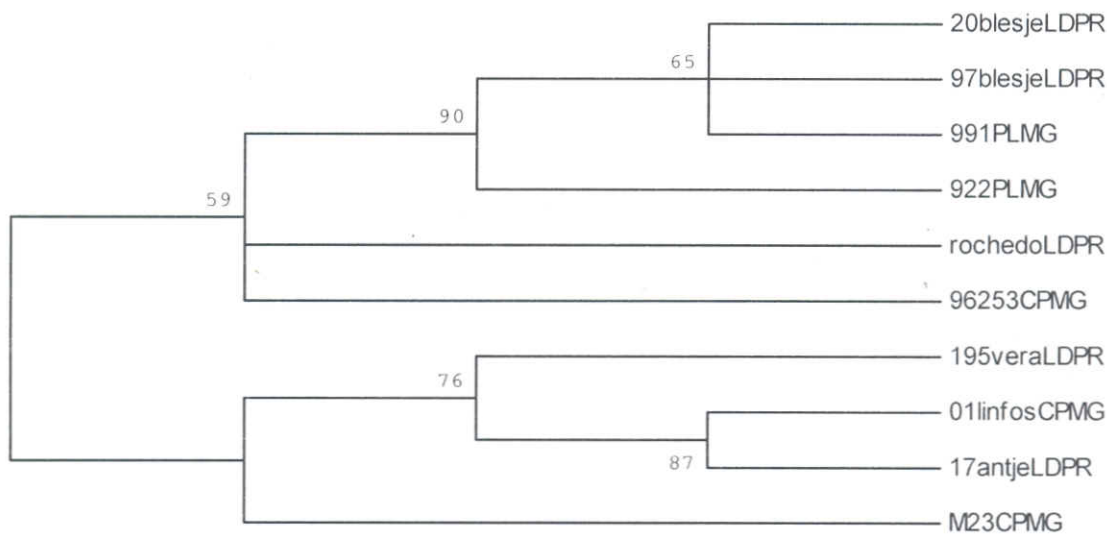 20blesjeLDPR
65
97blesjeLDPR
90
991PLMG
922PLMG
59
rochedoLDPR
96253CPMG
195veraLDPR
76
01linfosCPMG
87
17antjeLDPR
M23CPMG